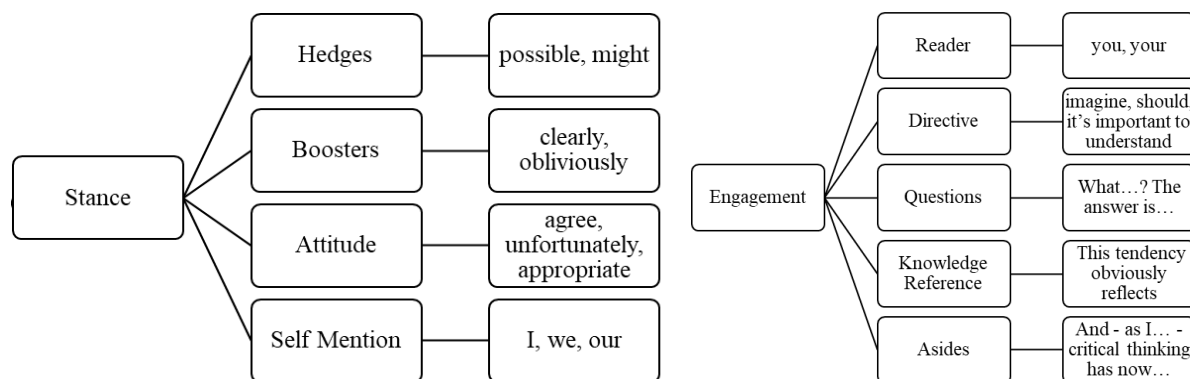 Stance
Hedges
possible, might
Boosters
clearly,
obliviously
Attitude
agree,
unfortunately,
appropriate
Self Mention
I, we, our
Engagement
Reader
you, your
Directive
imagine, should,
it’s important to
understand
Questions
What…? The
answer is…
Knowledge
Reference
This tendency
obviously
reflects
Asides
And - as I… -
critical thinking
has now…